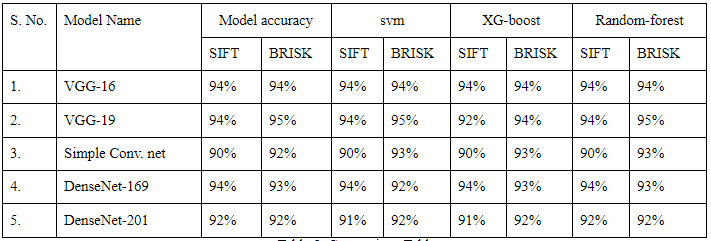 S. No. Model Name Model accuracy svm XG-boost Random-forest
SIFT BRISK SIFT BRISK SIFT BRISK SIFT BRISK
1. VGG-16 94% 94% 94% 94% 94% 94% 94% 94%
2. VGG-19 94% 95% 94% 95% 92% 94% 94% 95%
3. Simple Conv. net 90% 92% 90% 93% 90% 93% 90% 93%
4. DenseNet-169 94% 93% 94% 92% 94% 93% 94% 93%
5. DenseNet-201 92% 92% 91% 92% 91% 92% 92% 92%